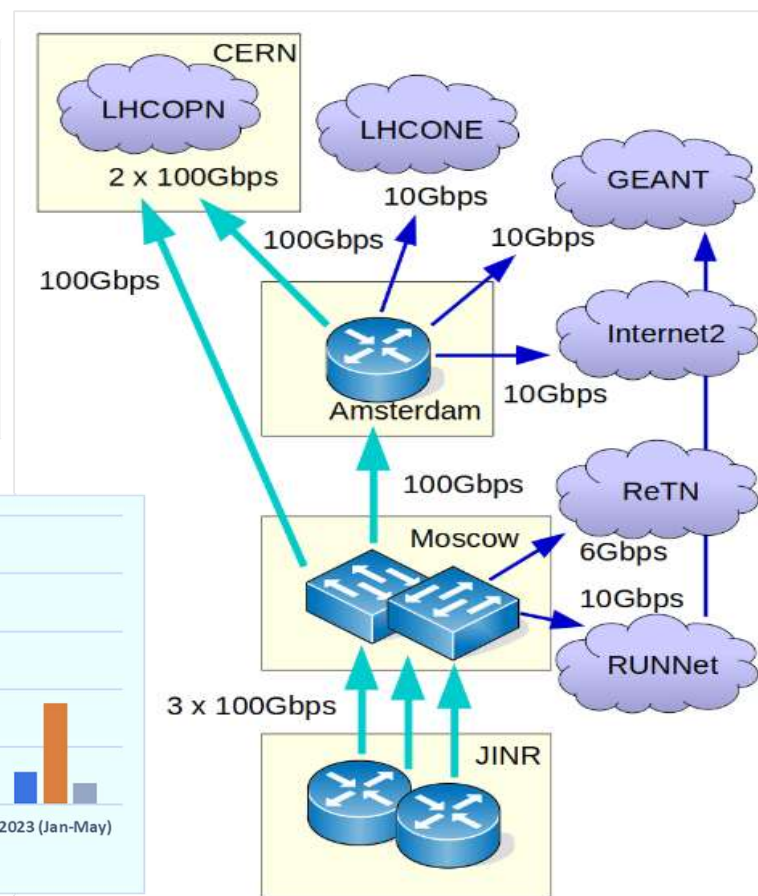 CERN
LHCOPN
LHCONE
2 x 100Gbps
GEANT
10Gbps
100Gbps
10Gbps
100Gbps
Internet2
10Gbps
Amsterdam
100Gbps
ReTN
Moscow
6Gbps
10Gbps
RUNNet
3 x 100Gbps
JINR
2023 (Jan-May)